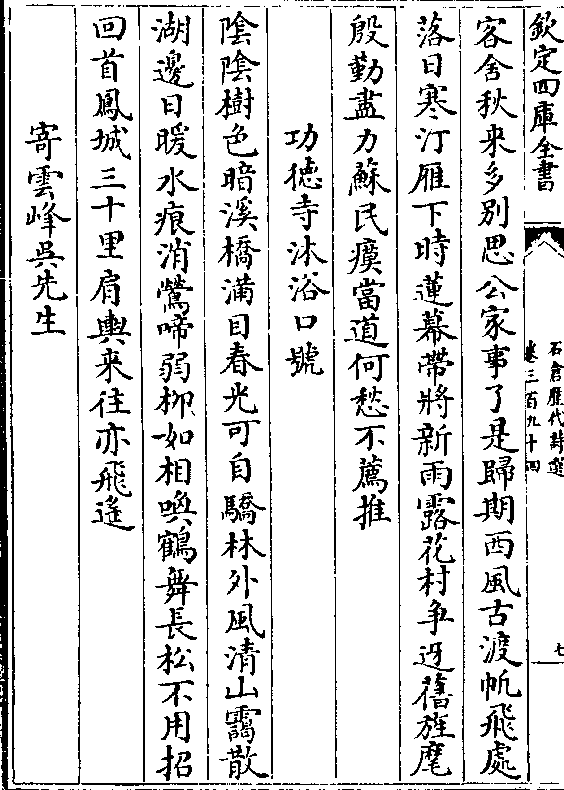 欽定四庫全書
石倉歷代詩選
卷三百九十四
七
客舍秋来多别思公家事了是歸期西風古渡帆飛處
落日寒汀雁下時蓮幕帶將新雨露花村争迓舊旌麾
殷勤盡力蘇民瘼當道何愁不薦推
功徳寺沐浴口號
陰陰樹色暗溪橋滿目春光可自驕林外風清山靄散
湖邊日暖水痕消鶯啼弱柳如相喚鶴舞長松不用招
回首鳳城三十里肩輿来往亦飛遙
寄雲峰吳先生